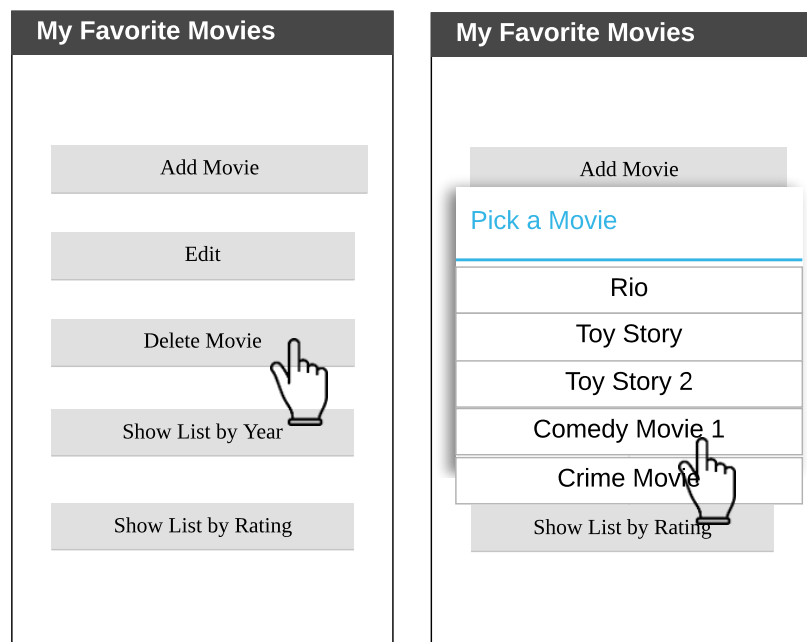 My Favorite Movies
Add Movie
Edit
Delete Movie
Show List by Year
Show List by Rating
My Favorite Movies
Add Movie
Pick a Movie
Rio
Toy Story
Toy Story 2
Comedy Movie 1
Crime Movie
Show List by Rating